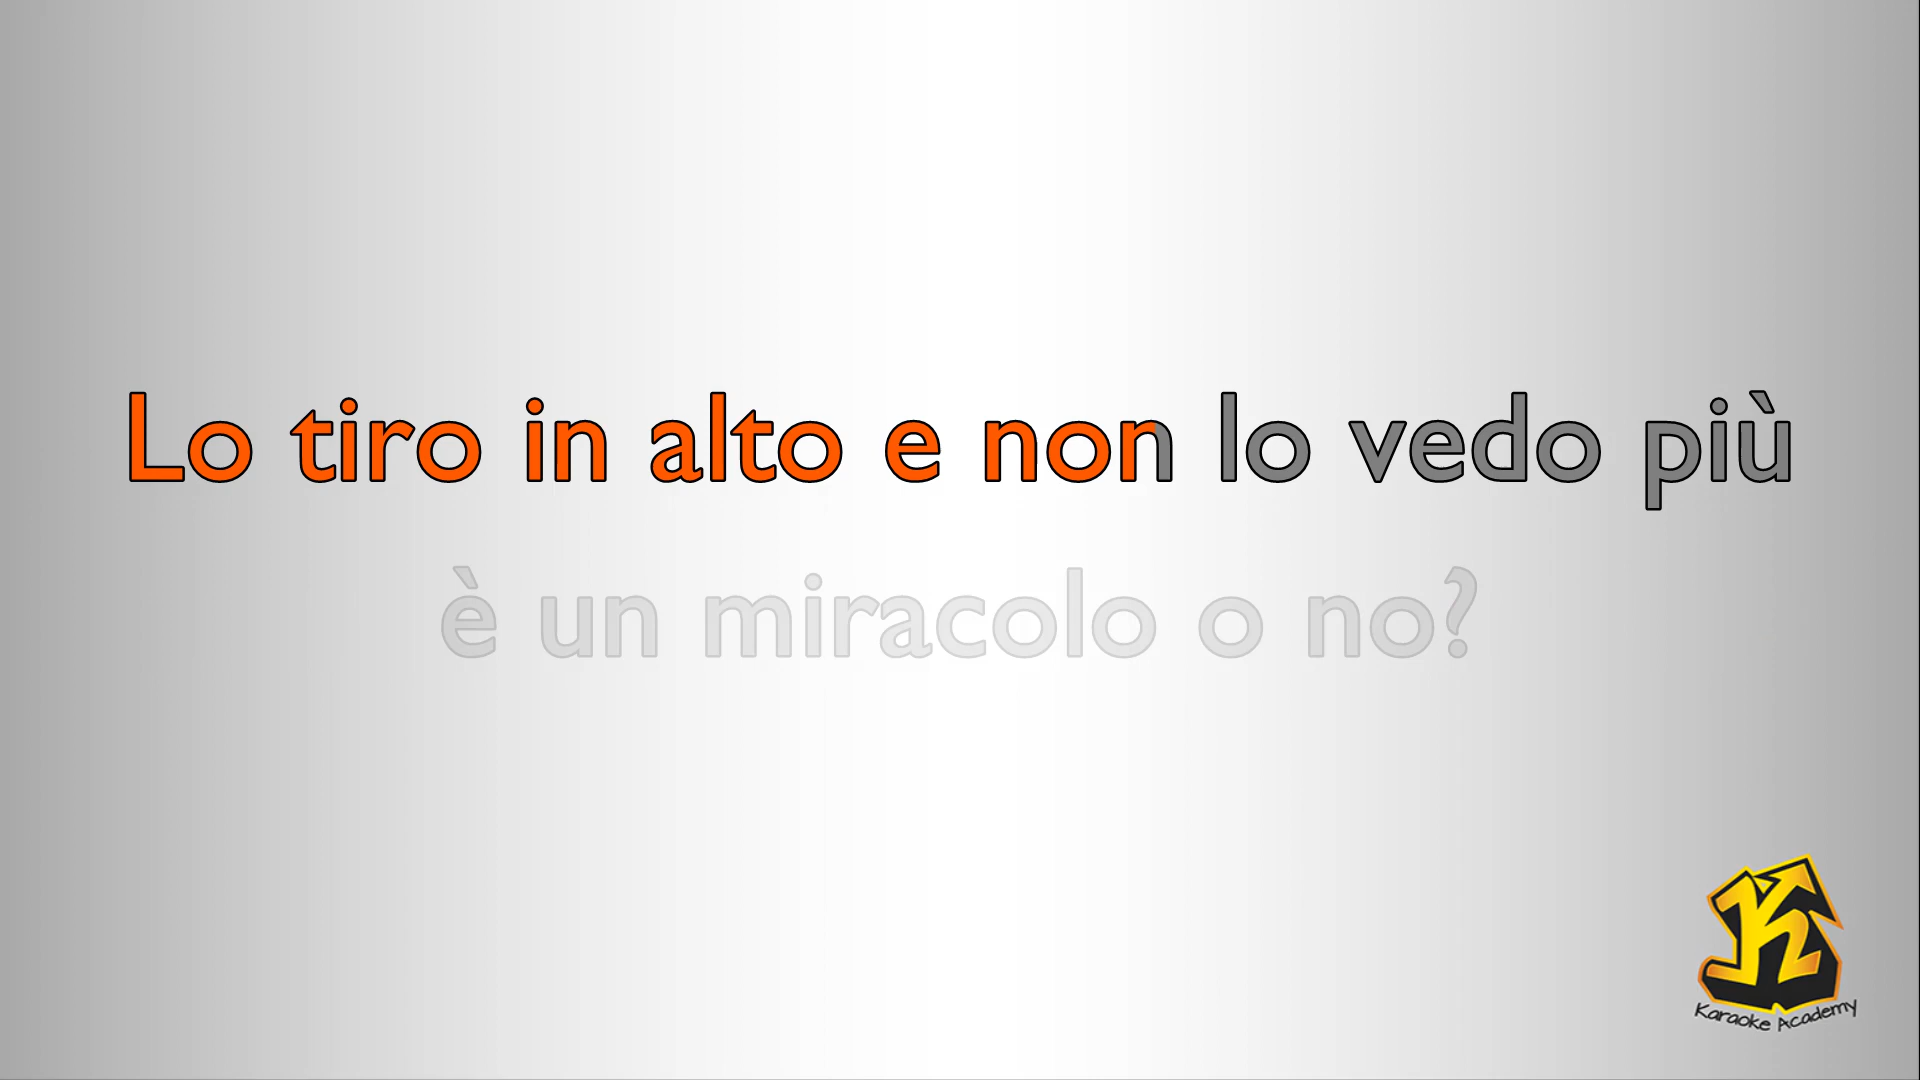 Lo tiro in alto e non lo vedo più
è un miracolo o no?
K
Karaoke Academy